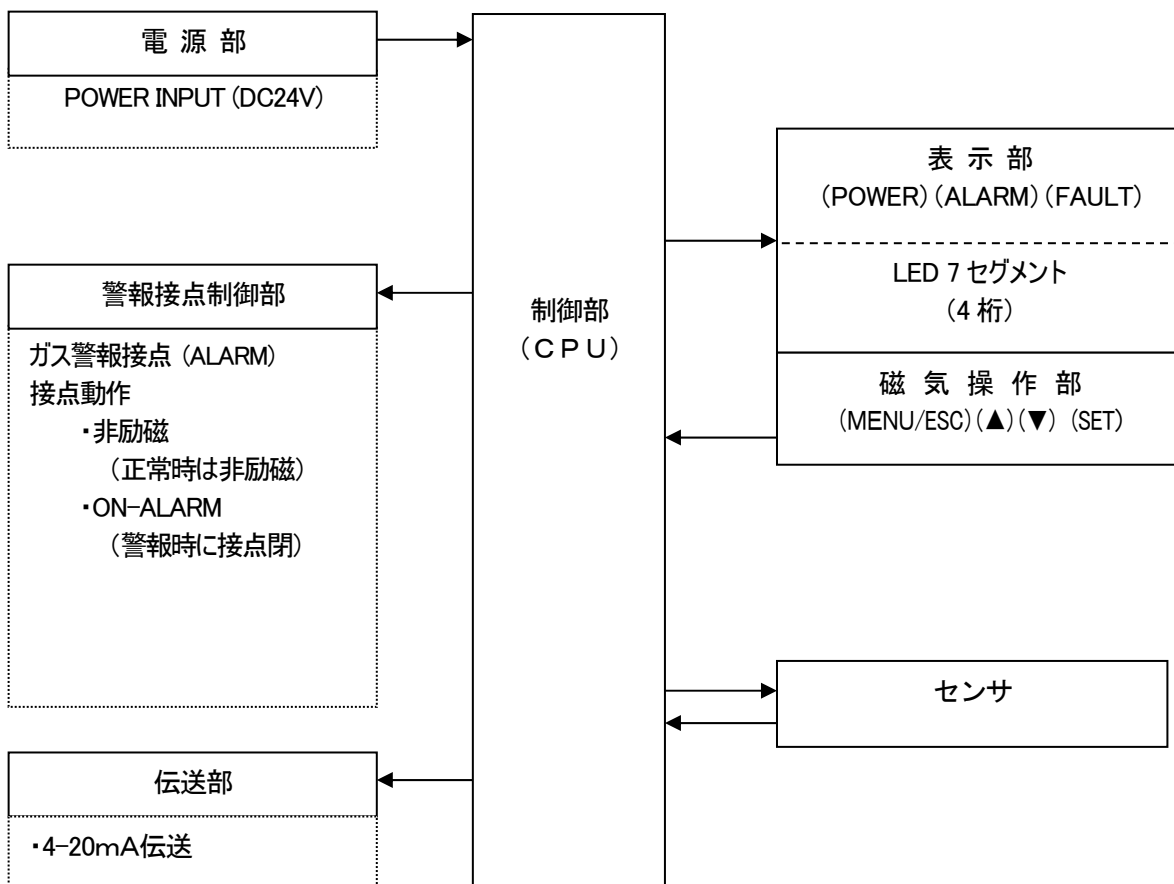 電 源 部
POWER INPUT (DC24V)
警報接点制御部
ガス警報接点 (ALARM)
接点動作
・非励磁
（正常時は非励磁）
・ON-ALARM
（警報時に接点閉）
伝送部
・4-20ｍA伝送
制御部
（ＣＰＵ）
表 示 部
（POWER）（ALARM）（FAULT）
LED 7 セグメント
（4 桁）
磁 気 操 作 部
（MENU/ESC）（▲）（▼） （SET）
センサ